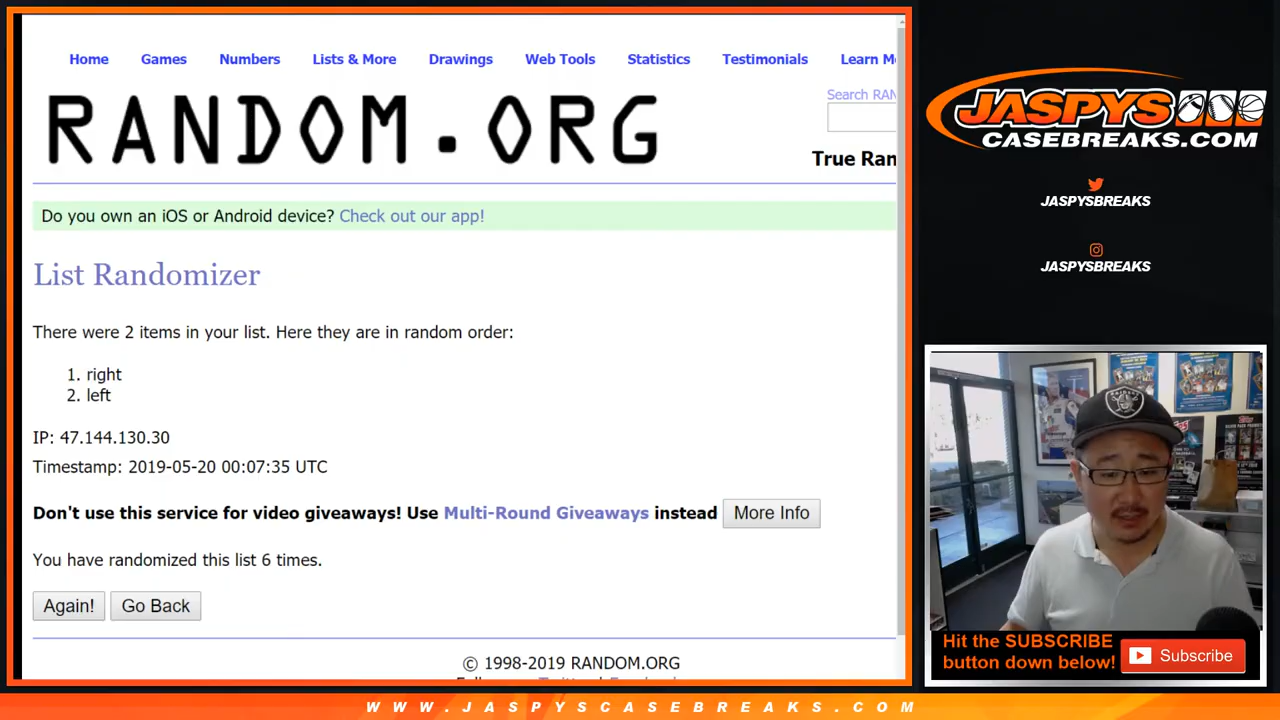 Home Games Numbers Lists & More Drawings Web Tools Statistics Testimonials Learn
Search
RANDOM.ORG
True
Do you own an iOS or Android device? Check out our app!
List Randomizer
There were 2 items in your list. Here they are in random order:
1. right
2. left
IP: 47.144.130.30
Timestamp: 2019-05-20 00:07:35 UTC
Don't use this service for video giveaways! Use Multi-Round Giveaways instead More Info
You have randomized this list 6 times.
Again! Go Back
© 1998-2019 RANDOM.ORG
JASPYS
CASEBREAKS.COM
JASPYSBREAKS
JASPYSBREAKS
Hit the SUBSCRIBE
button down below!
Subscribe
WWW.JASPYSCASEBREAKS.COM